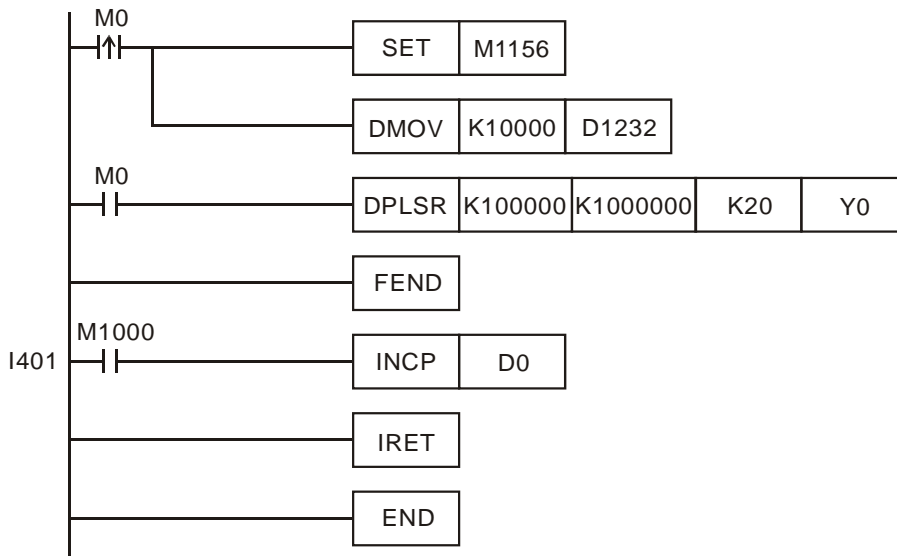 M0
SET M1156
DMOV K10000 D1232
M0
DPLSR K100000 K1000000 K20 Y0
FEND
M1000
I401 INCP D0
IRET
END